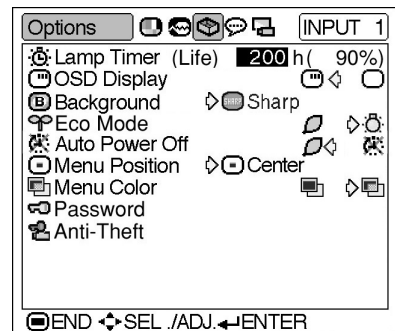 Options INPUT 1
Lamp Timer (Life) 200 h( 90%)
OSD Display
B Background SHARP Sharp
Eco Mode
Auto Power Off
Menu Position Center
Menu Color
Password
Anti-Theft
END SEL ./ADJ. ENTER